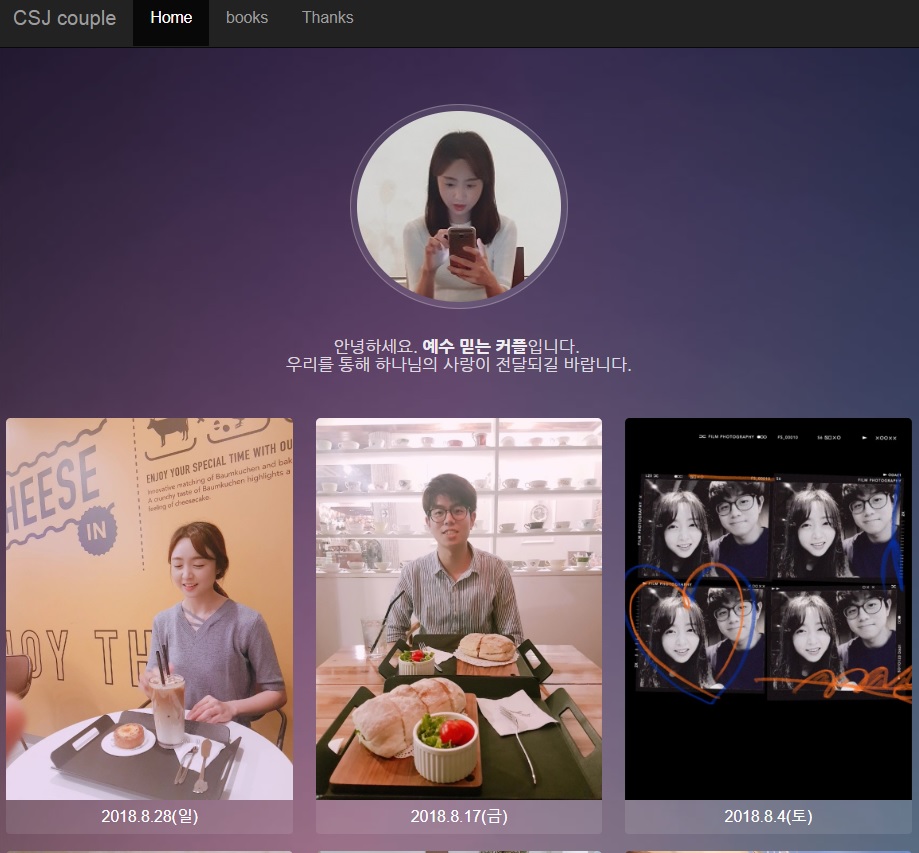 CSJ couple
Home
books
Thanks
안녕하세요. 예수 믿는 커플입니다.
우리를 통해 하나님의 사랑이 전달되길 바랍니다.
CHEESE
IN
ENJOY YOUR SPECIAL TIME WITH OU
Innovative matching of Baumkuchen and bak
A crunchy taste of Baumkuchen highlights a
feeling of cheesecake.
OY TH
FILM PHOTOGRAPHY
FILM PHOTOGRAPHY
2018.8.28(일)
2018.8.17(금)
2018.8.4(토)